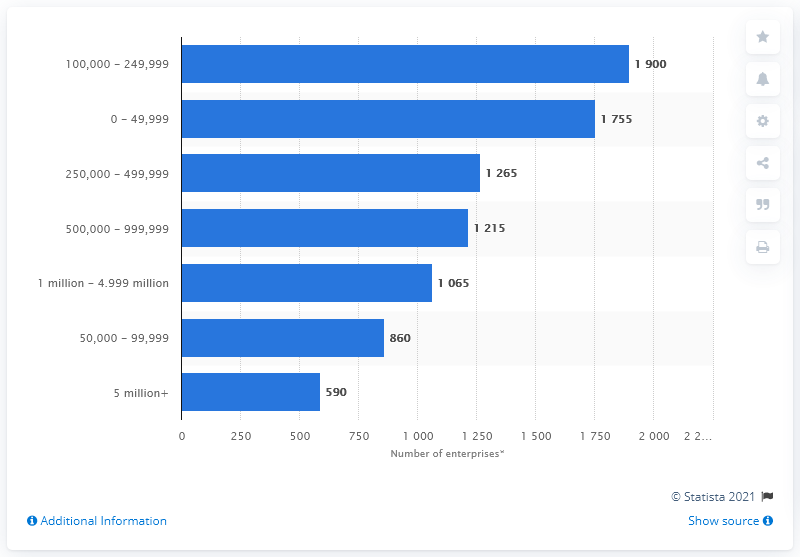 100,000 – 249,999
1 900
0 – 49,999
1 755
250,000 – 499,999
1 265
500,000 – 999,999
1 215
1 million – 4.999 million
1 065
50,000 – 99,999
860
5 million+
590
0 250 500 750 1 000 1 250 1 500 1 750 2 000 2 2...
Number of enterprises*
© Statista 2021
Additional Information
Show source